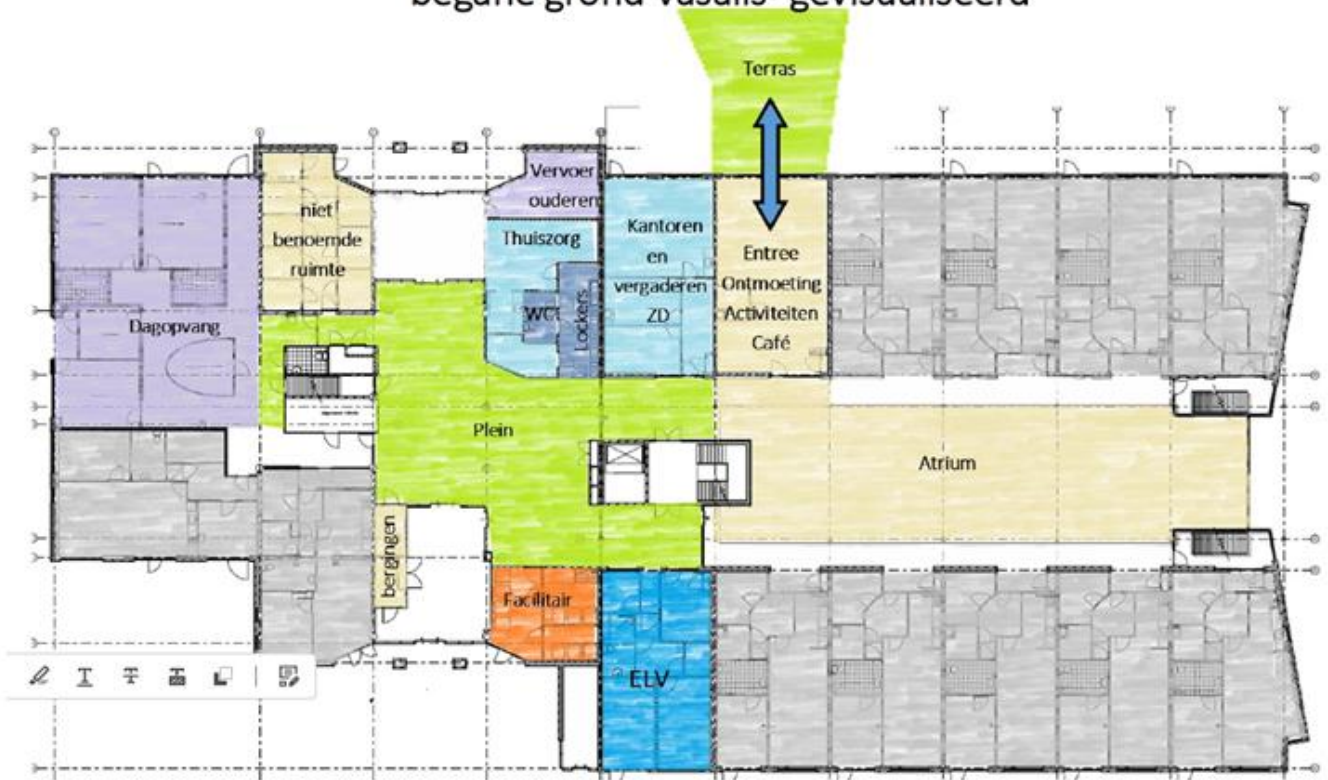 begane grond Vasalis gevisualiseerd
Terras
Vervoer
ouderen
niet
benoemde
ruimte
Thuiszorg
WC
Lockers
Kantoren
en
vergaderen
ZD
Entree
Ontmoeting
Activiteiten
Café
Dagopvang
Plein
Atrium
bergingen
Facilitair
ELV